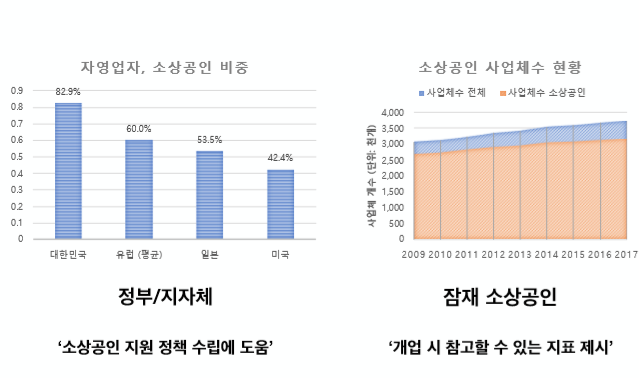 자영업자, 소상공인 비중
0.9
0.8
0.7
0.6
0.5
0.4
0.3
0.2
0.1
0
82.9%
60.0%
53.5%
42.4%
대한민국 유럽 (평균) 일본 미국
정부/지자체
‘소상공인 지원 정책 수립에 도움’
소상공인 사업체수 현황
사업체수 전체 사업체수 소상공인
사업체 개수 (단위: 천개)
4,000
3,500
3,000
2,500
2,000
1,500
1,000
500
0
2009 2010 2011 2012 2013 2014 2015 2016 2017
잠재 소상공인
‘개업 시 참고할 수 있는 지표 제시’